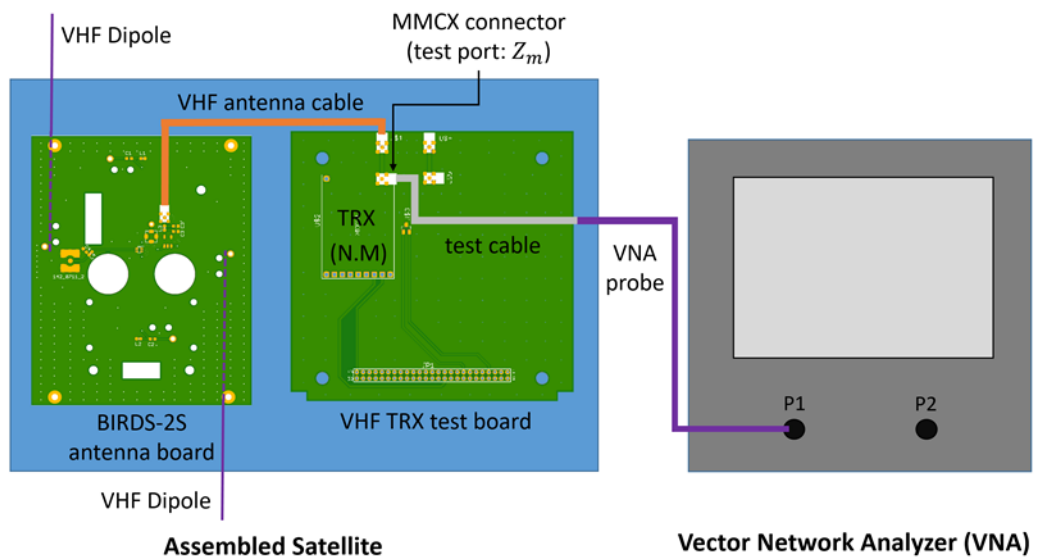 VHF Dipole
MMCX connector
(test port: Zₘ)
VHF antenna cable
TRX
(N.M)
test cable
VNA
probe
P1
P2
BIRDS-2S
antenna board
VHF TRX test board
VHF Dipole
Assembled Satellite
Vector Network Analyzer (VNA)